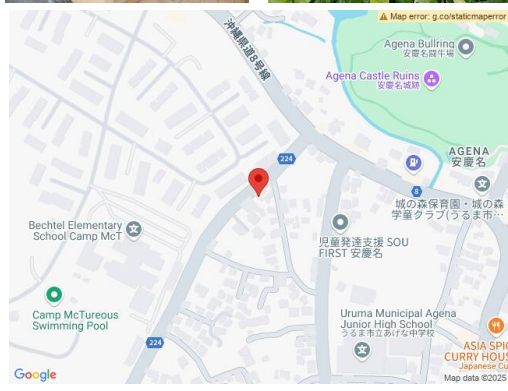 Map error: g.co/staticmaperror
沖縄県道8号線
Agena Bullring
安慶名闘牛場
Agena Castle Ruins
安慶名城跡
224
AGENA
安慶名
8
城の森保育園・城の森
学童クラブ(うるま市…
Bechtel Elementary
School Camp McT
児童発達支援 SOU
FIRST 安慶名
Camp McTureous
Swimming Pool
Uruma Municipal Agena
Junior High School
うるま市立あげな中学校
224
ASIA SPIC
CURRY HOUS
Japanese Cu
Google
Map data ©2025